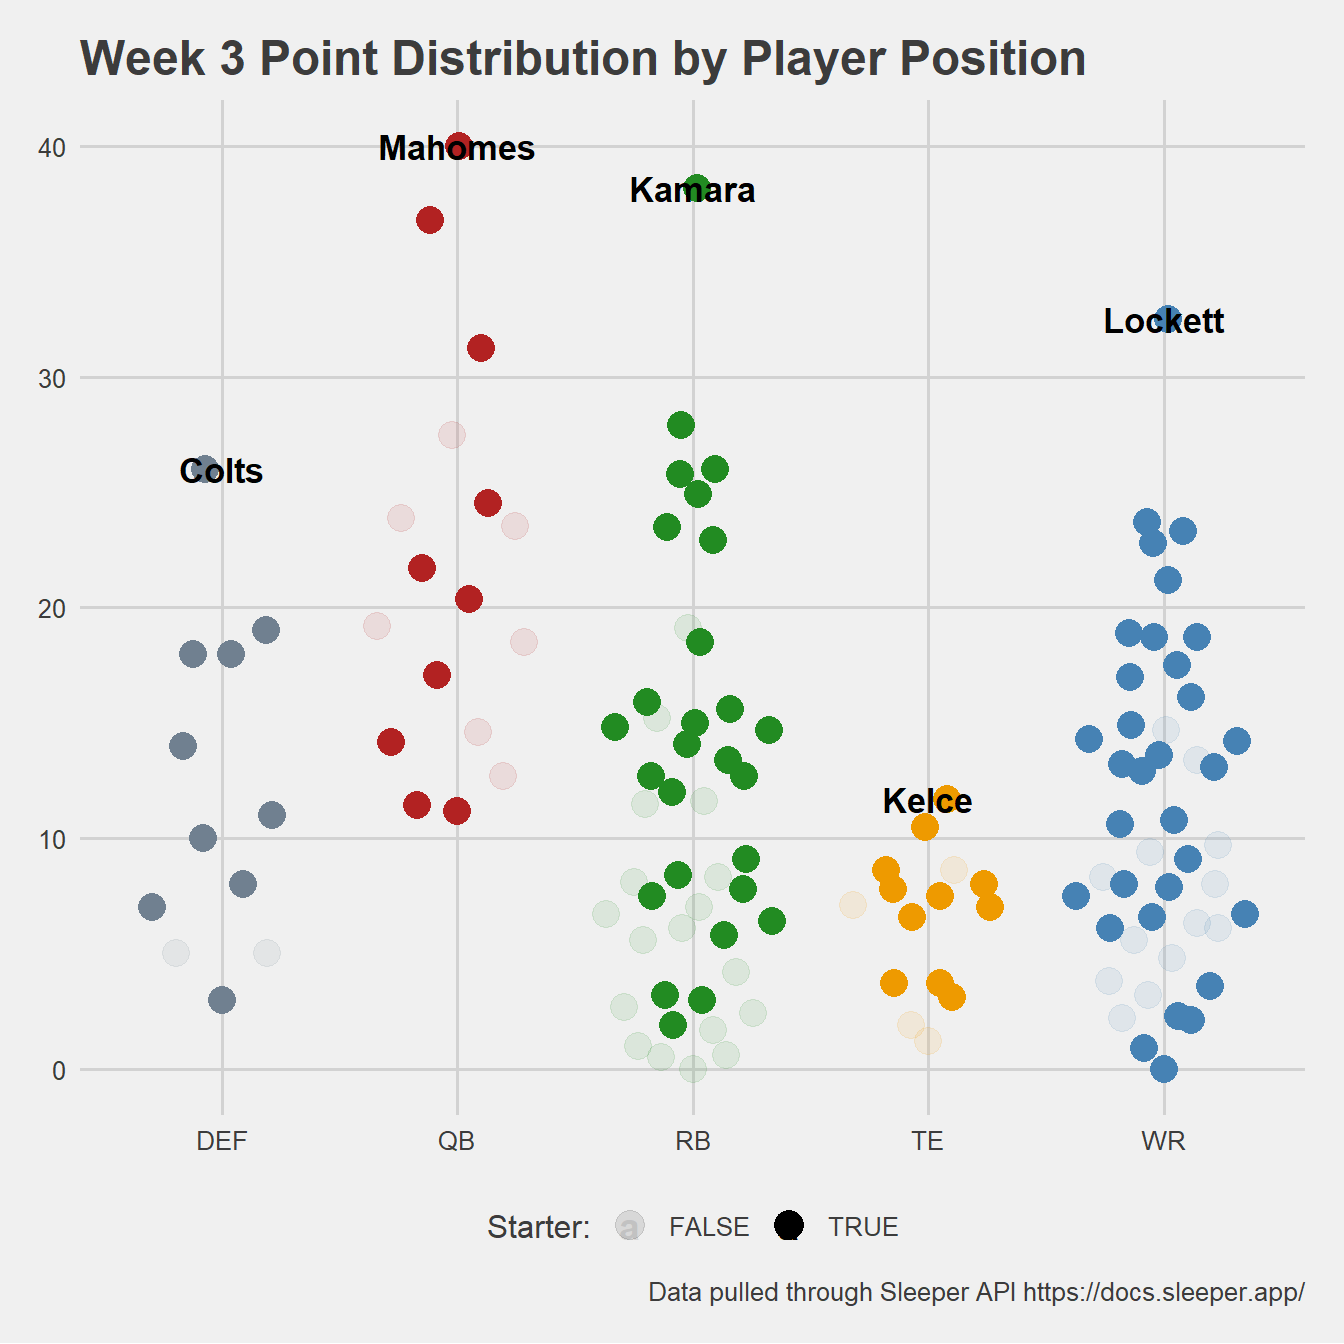 Week 3 Point Distribution by Player Position
40
Mahomes
Kamara
Lockett
30
Colts
20
Kelce
10
0
DEF QB RB TE WR
Starter: a FALSE TRUE
Data pulled through Sleeper API https://docs.sleeper.app/